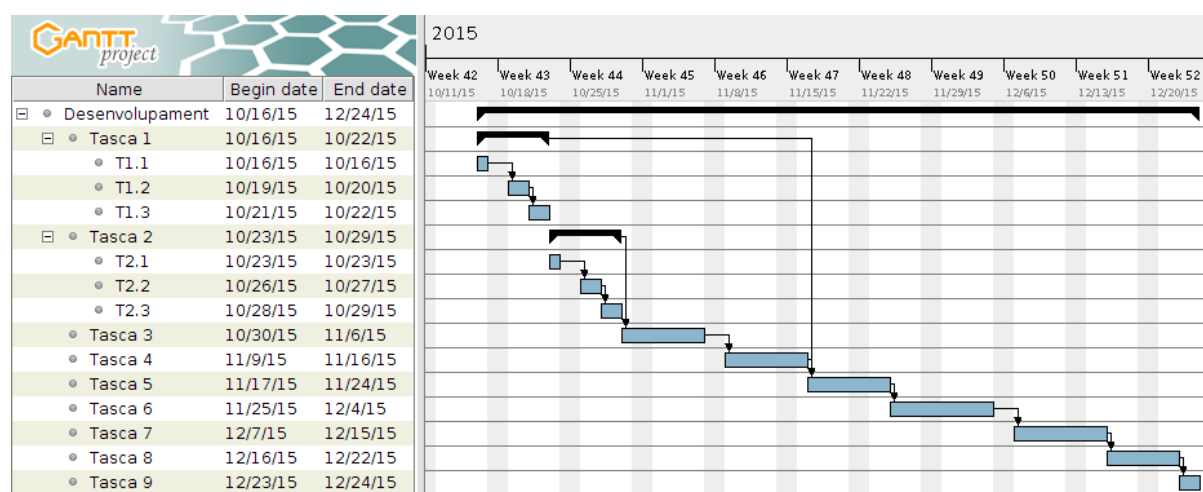 GANTT
project
2015
Week 42 Week 43 Week 44 Week 45 Week 46 Week 47 Week 48 Week 49 Week 50 Week 51 Week 52
10/11/15 10/18/15 10/25/15 11/1/15 11/8/15 11/15/15 11/22/15 11/29/15 12/6/15 12/13/15 12/20/15
Name Begin date End date
Desenvolupament 10/16/15 12/24/15
Tasca 1 10/16/15 10/22/15
T1.1 10/16/15 10/16/15
T1.2 10/19/15 10/20/15
T1.3 10/21/15 10/22/15
Tasca 2 10/23/15 10/29/15
T2.1 10/23/15 10/23/15
T2.2 10/26/15 10/27/15
T2.3 10/28/15 10/29/15
Tasca 3 10/30/15 11/6/15
Tasca 4 11/9/15 11/16/15
Tasca 5 11/17/15 11/24/15
Tasca 6 11/25/15 12/4/15
Tasca 7 12/7/15 12/15/15
Tasca 8 12/16/15 12/22/15
Tasca 9 12/23/15 12/24/15